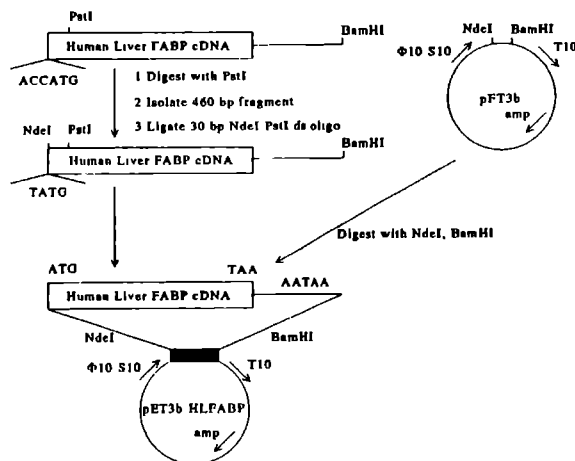 PstI
BamHI
Human Liver FABP cDNA
ACCATG
1 Digest with PstI
2 Isolate 460 bp fragment
3 Ligate 30 bp NdeI PstI ds oligo
NdeI PstI
BamHI
Human Liver FABP cDNA
TATG
NdeI BamHI
Φ10 S10
T10
pET3b
amp
Digest with NdeI, BamHI
ATG
TAA
AATAA
Human Liver FABP cDNA
NdeI
BamHI
Φ10 S10
T10
pET3b HLFABP
amp